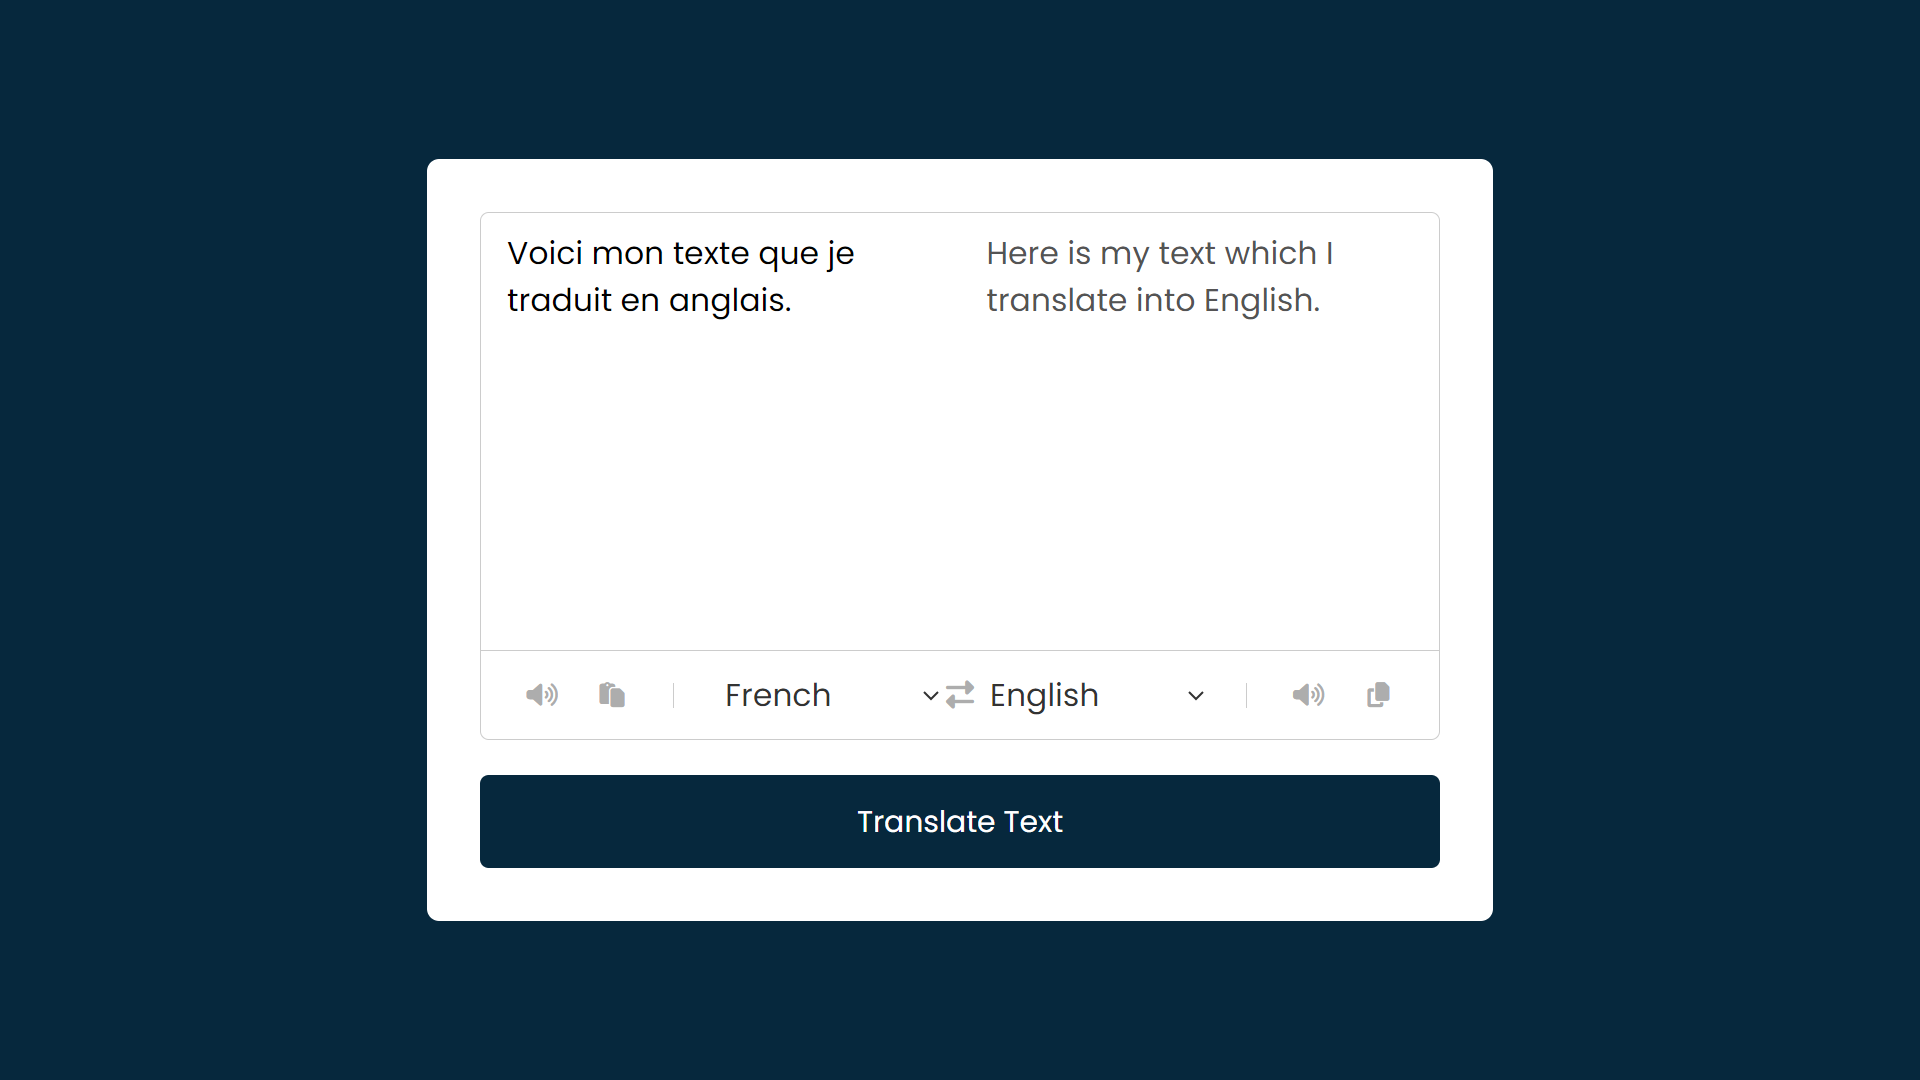 Voici mon texte que je
traduit en anglais.
Here is my text which I
translate into English.
French
English
Translate Text